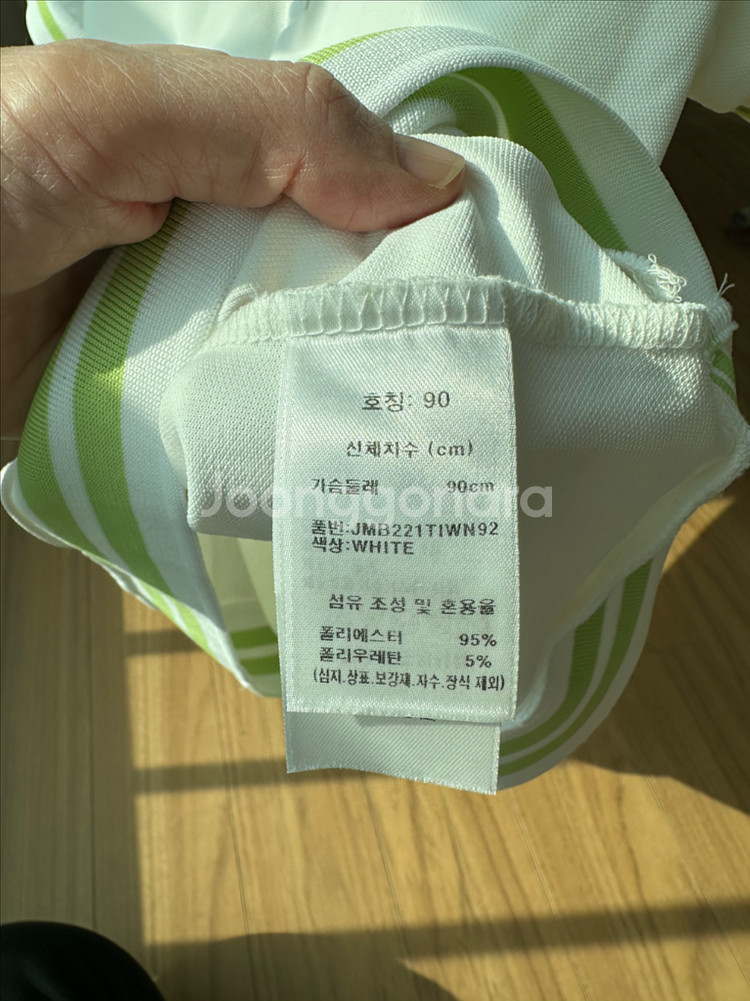 호칭: 90
신체치수 (cm)
가슴둘레 90cm
Joonggonara
품번:JMB221TIWN92
색상:WHITE
섬유 조성 및 혼용율
폴리에스터 95%
폴리우레탄 5%
(심지.상표.보강재.자수.장식 제외)